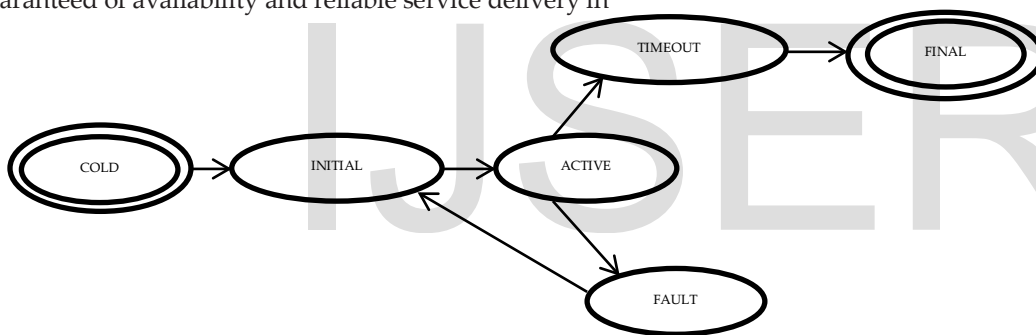 aranteed of availability and reliable service delivery in
TIMEOUT
FINAL
COLD
INITIAL
ACTIVE
FAULT
IJSER